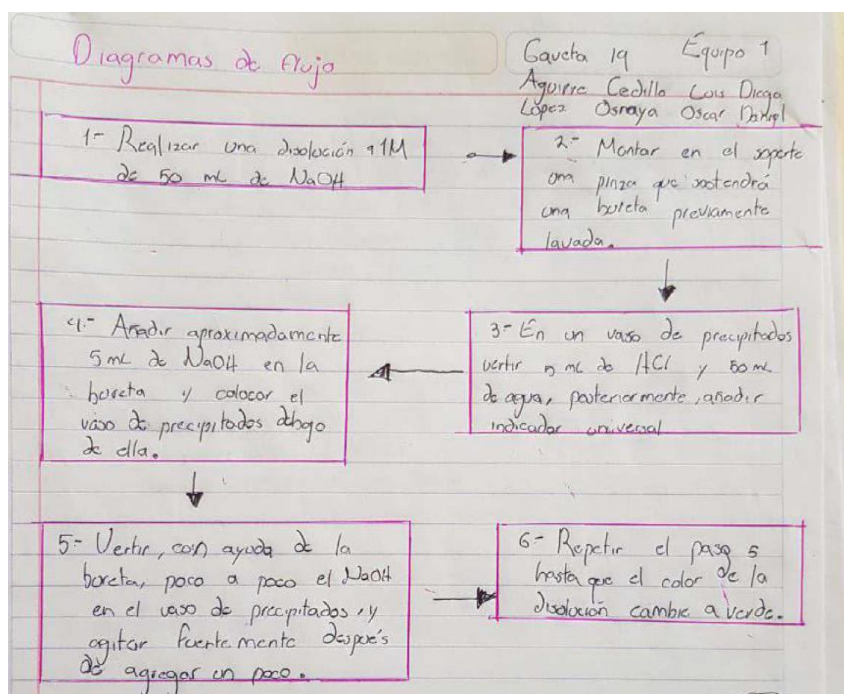 Diagramas de flujo
Gaveta 19 Equipo 1
Aguirre Cedillo Luis Diego
López Osnaya Oscar Daniel
1- Realizar una disolución a 1M
de 50 mL de NaOH
2- Montar en el soporte
una pinza que sostendrá
una bureta previamente
lavada.
3- En un vaso de precipitados
vertir 5 mL de HCl y 50 mL
de agua, posteriormente, añadir
indicador universal
4- Añadir aproximadamente
5 mL de NaOH en la
bureta y colocar el
vaso de precipitados debajo
de ella.
5- Vertir, con ayuda de la
bureta, poco a poco el NaOH
en el vaso de precipitados, y
agitar fuertemente después
de agregar un poco.
6- Repetir el paso 5
hasta que el color de la
disolución cambie a verde.